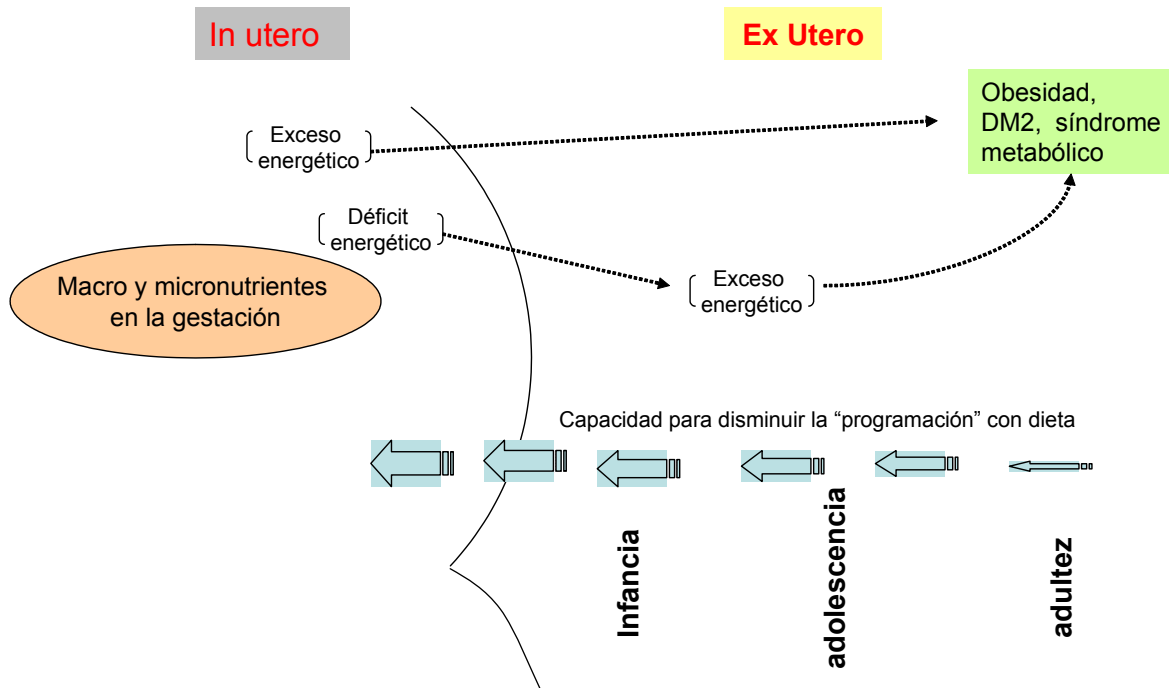 In utero
Ex Utero
Exceso
energético
Obesidad,
DM2, síndrome
metabólico
Déficit
energético
Exceso
energético
Macro y micronutrientes
en la gestación
Capacidad para disminuir la “programación” con dieta
Infancia
adolescencia
adultez